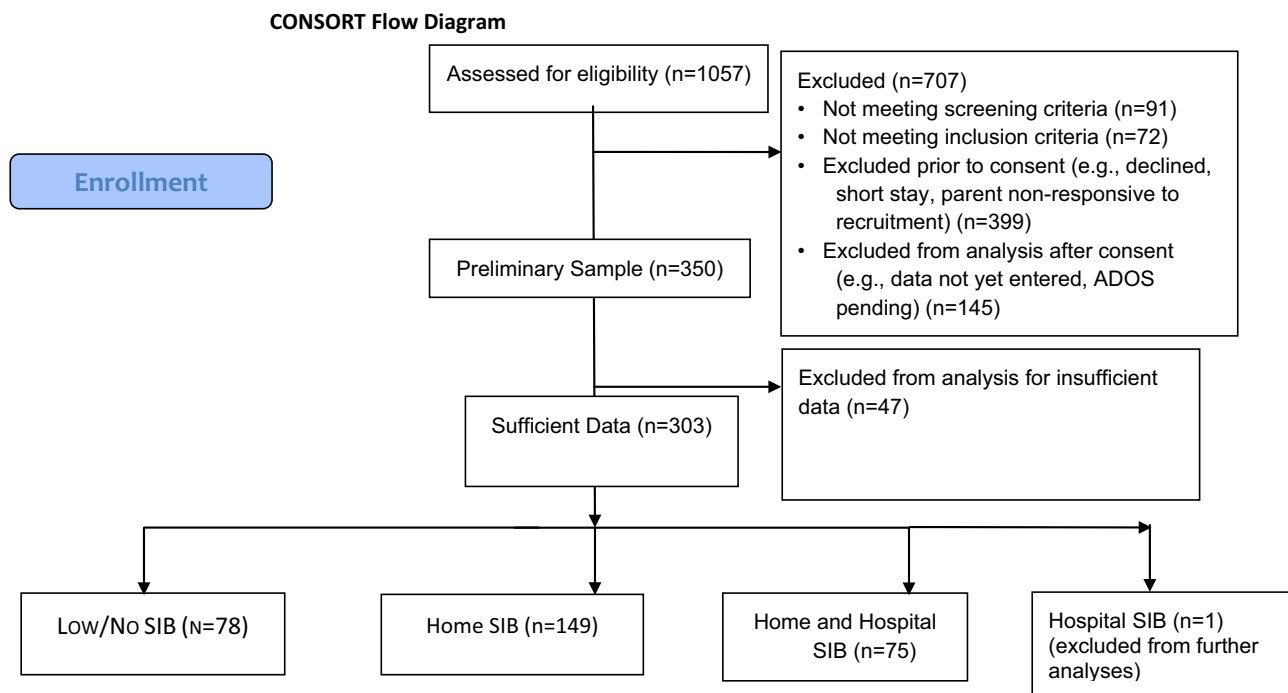 CONSORT Flow Diagram
Assessed for eligibility (n=1057)
Excluded (n=707)
• Not meeting screening criteria (n=91)
• Not meeting inclusion criteria (n=72)
• Excluded prior to consent (e.g., declined,
short stay, parent non-responsive to
recruitment) (n=399)
• Excluded from analysis after consent
(e.g., data not yet entered, ADOS
pending) (n=145)
Enrollment
Preliminary Sample (n=350)
Excluded from analysis for insufficient
data (n=47)
Sufficient Data (n=303)
Low/No SIB (N=78)
Home SIB (n=149)
Home and Hospital
SIB (n=75)
Hospital SIB (n=1)
(excluded from further
analyses)